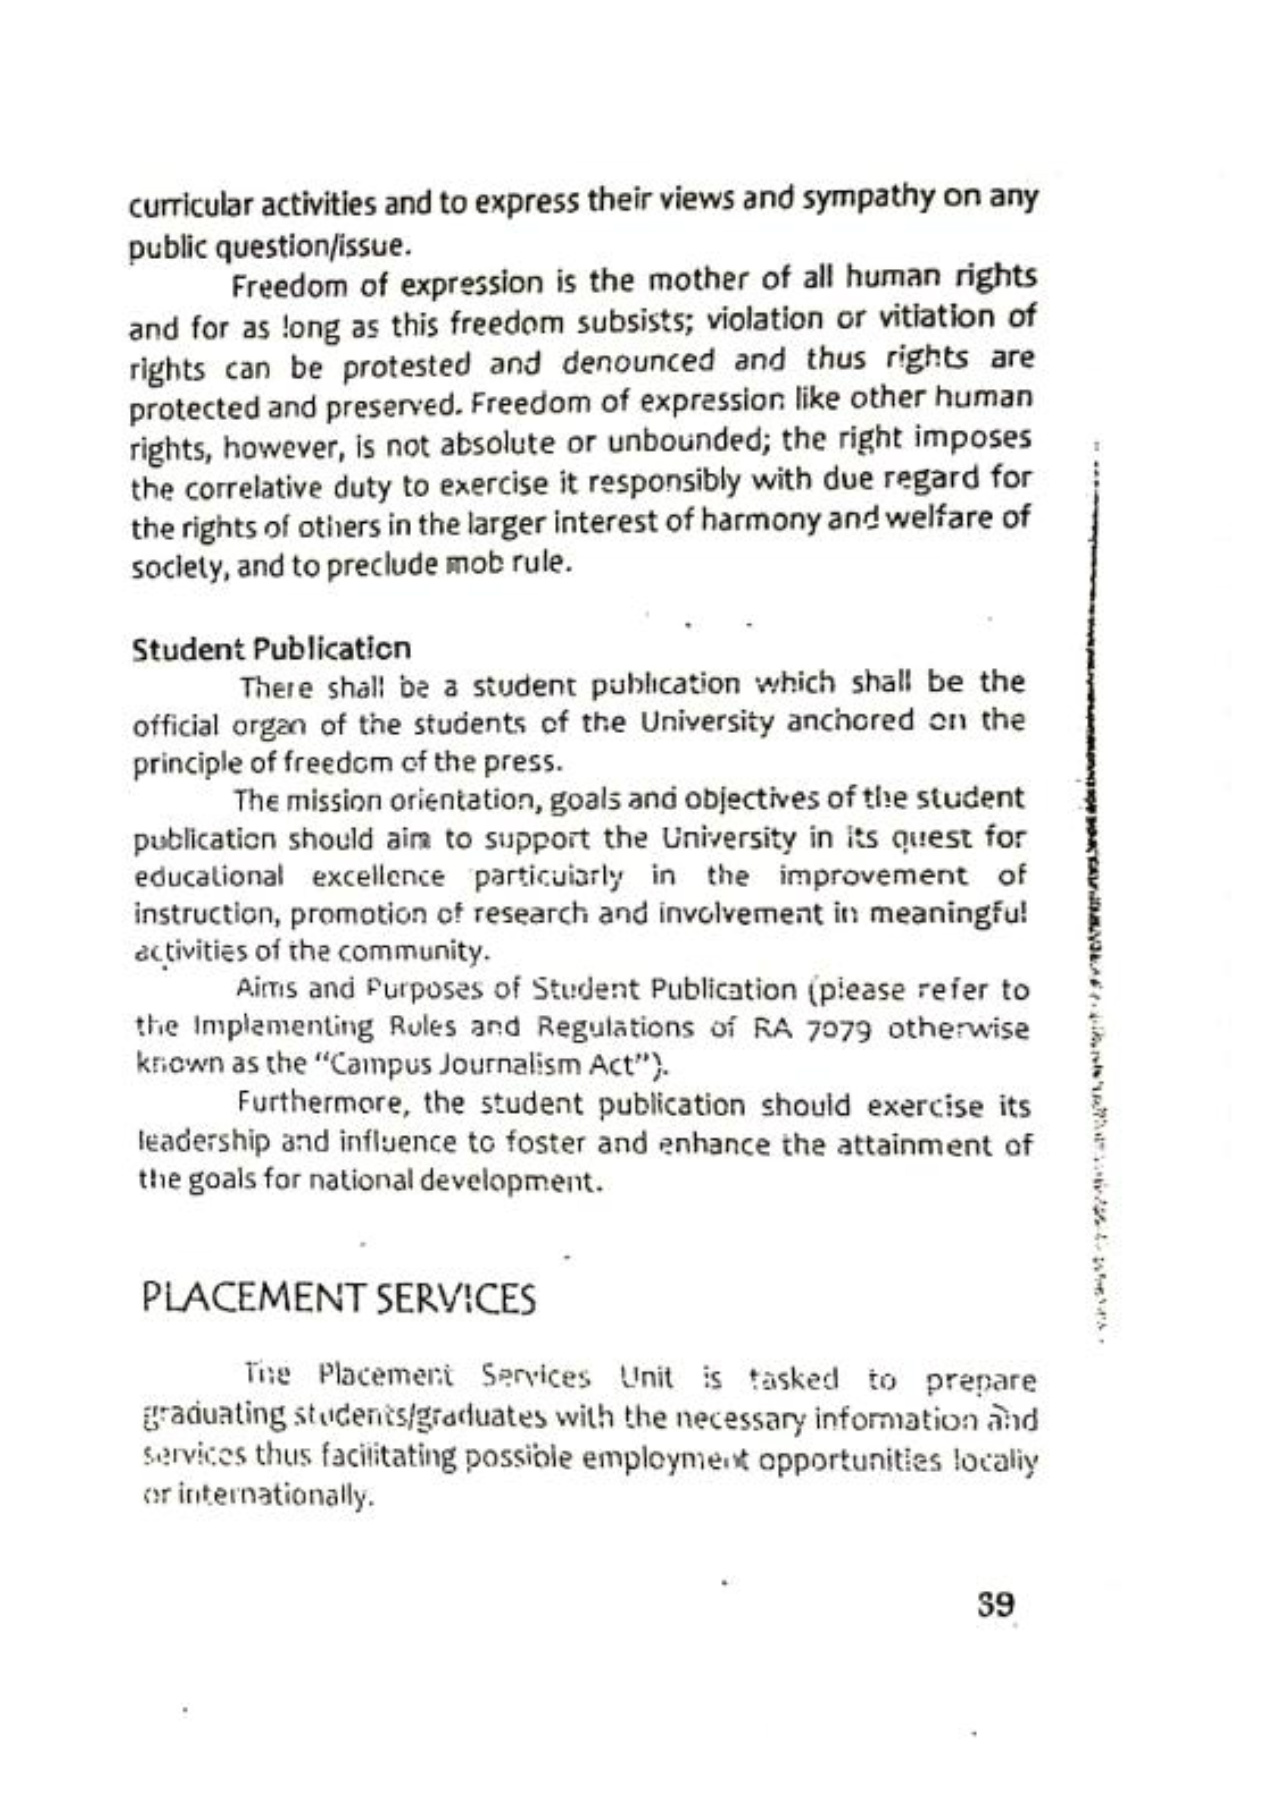 curricular activities and to express their views and sympathy on any
public question/issue.
Freedom of expression is the mother of all human rights
and for as long as this freedom subsists; violation or vitiation of
rights can be protested and denounced and thus rights are
protected and preserved. Freedom of expression like other human
rights, however, is not absolute or unbounded; the right imposes
the correlative duty to exercise it responsibly with due regard for
the rights of others in the larger interest of harmony and welfare of
society, and to preclude mob rule.
Student Publication
There shall be a student publication which shall be the
official organ of the students of the University anchored on the
principle of freedom of the press.
The mission orientation, goals and objectives of the student
publication should aim to support the University in its quest for
educational excellence particularly in the improvement of
instruction, promotion of research and involvement in meaningful
activities of the community.
Aims and Purposes of Student Publication (please refer to
the Implementing Rules and Regulations of RA 7079 otherwise
known as the "Campus Journalism Act").
Furthermore, the student publication should exercise its
leadership and influence to foster and enhance the attainment of
the goals for national development.
PLACEMENT SERVICES
The Placement Services Unit is tasked to prepare
graduating students/graduates with the necessary information and
services thus facilitating possible employment opportunities locally
or internationally.
39